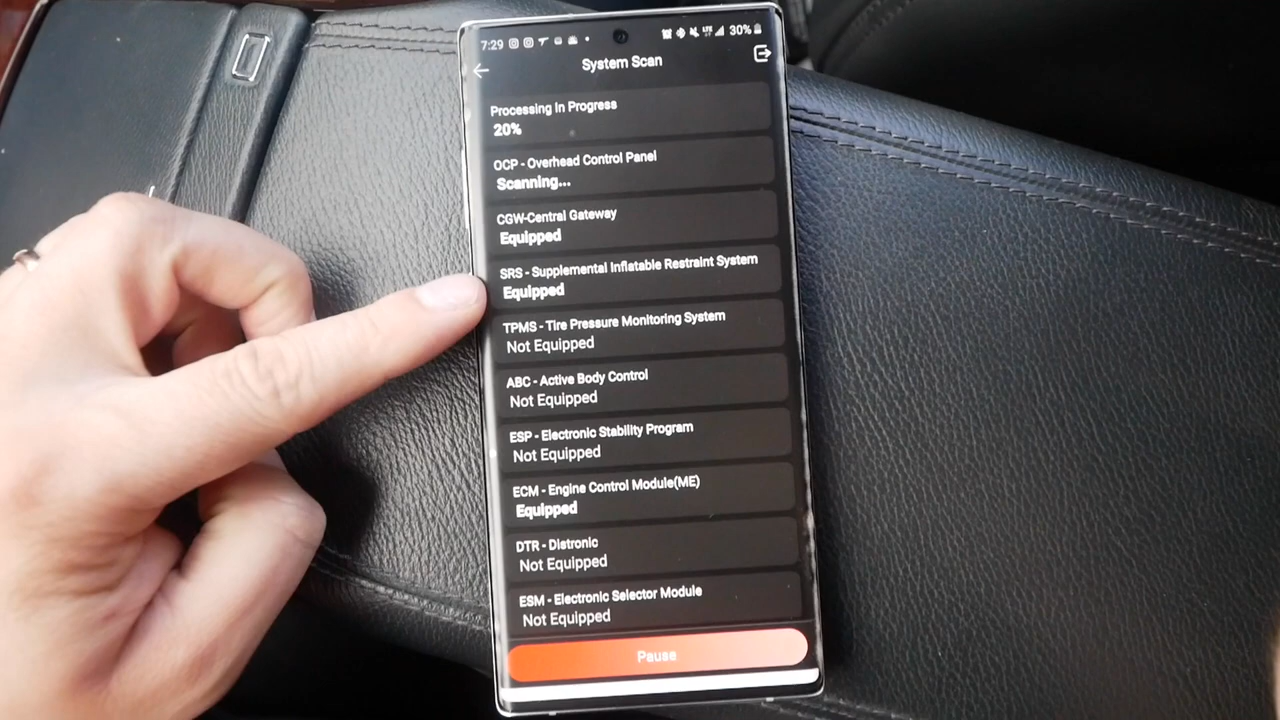 7:29
LTE 30%
System Scan
Processing In Progress
20%
OCP - Overhead Control Panel
Scanning...
CGW-Central Gateway
Equipped
SRS - Supplemental Inflatable Restraint System
Equipped
TPMS - Tire Pressure Monitoring System
Not Equipped
ABC - Active Body Control
Not Equipped
ESP - Electronic Stability Program
Not Equipped
ECM - Engine Control Module(ME)
Equipped
DTR - Distronic
Not Equipped
ESM - Electronic Selector Module
Not Equipped
Pause